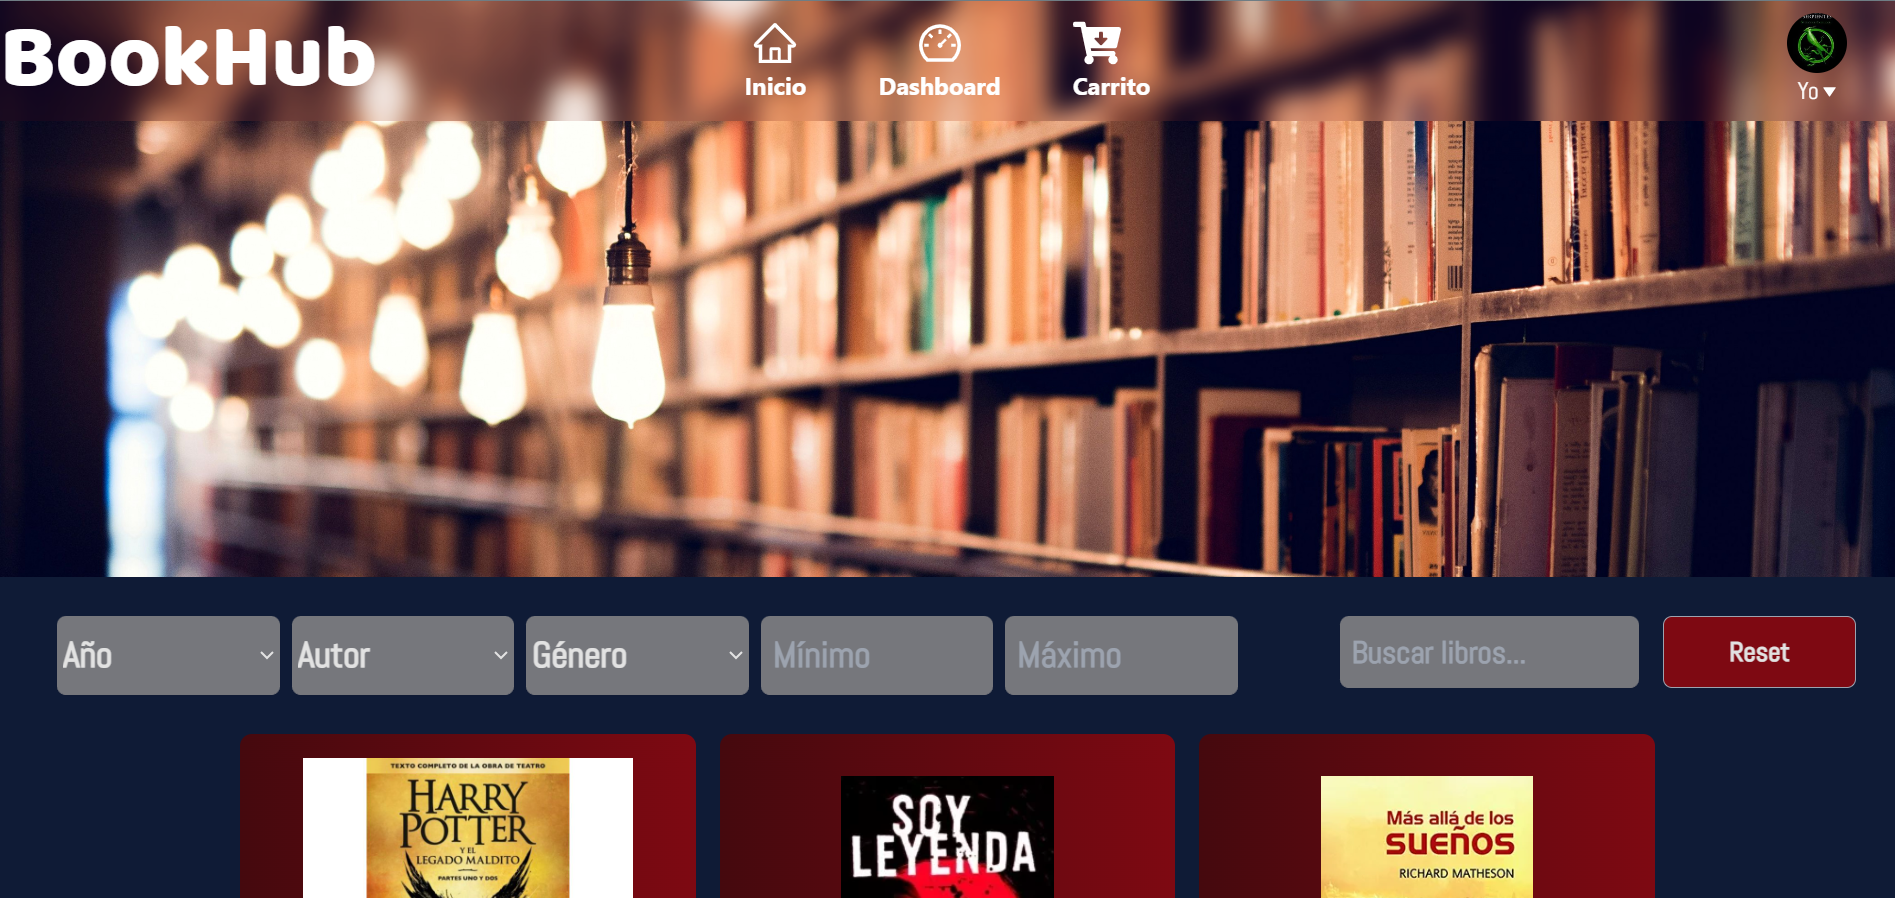 BookHub
Inicio
Dashboard
Carrito
Yo
Año
Autor
Género
Mínimo
Máximo
Buscar libros...
Reset
TEXTO COMPLETO DE LA OBRA DE TEATRO
HARRY
POTTER
Y EL
LEGADO MALDITO
PARTES UNO Y DOS
SOY
LEYENDA
Más allá de los
sueños
RICHARD MATHESON